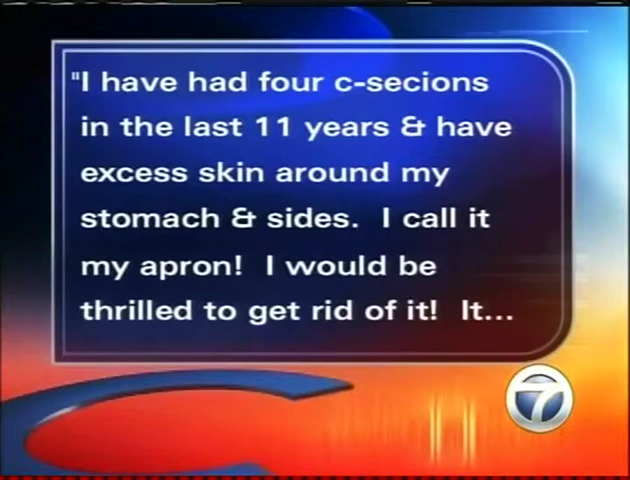 "I have had four c-secions
in the last 11 years & have
excess skin around my
stomach & sides.  I call it
my apron!  I would be
thrilled to get rid of it!  It...
7